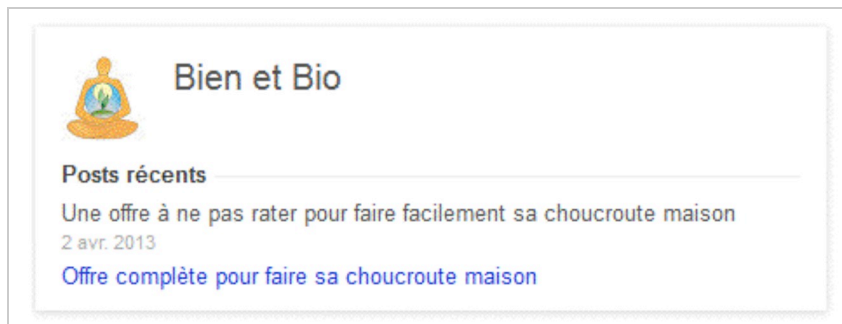 Bien et Bio
Posts récents
Une offre à ne pas rater pour faire facilement sa choucroute maison
2 avr. 2013
Offre complète pour faire sa choucroute maison